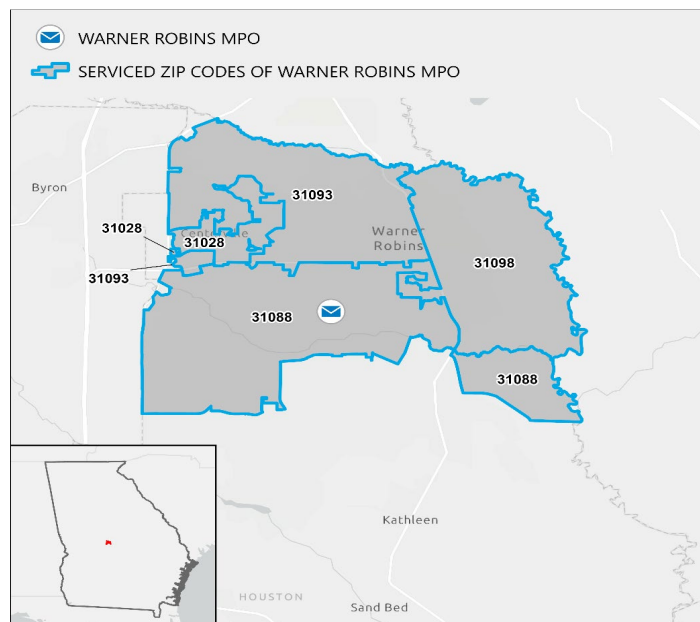 WARNER ROBINS MPO
SERVICED ZIP CODES OF WARNER ROBINS MPO
Byron
31093
31028
Centerville
31028
Warner
Robins
31093
31098
31088
31088
Kathleen
HOUSTON
Sand Bed